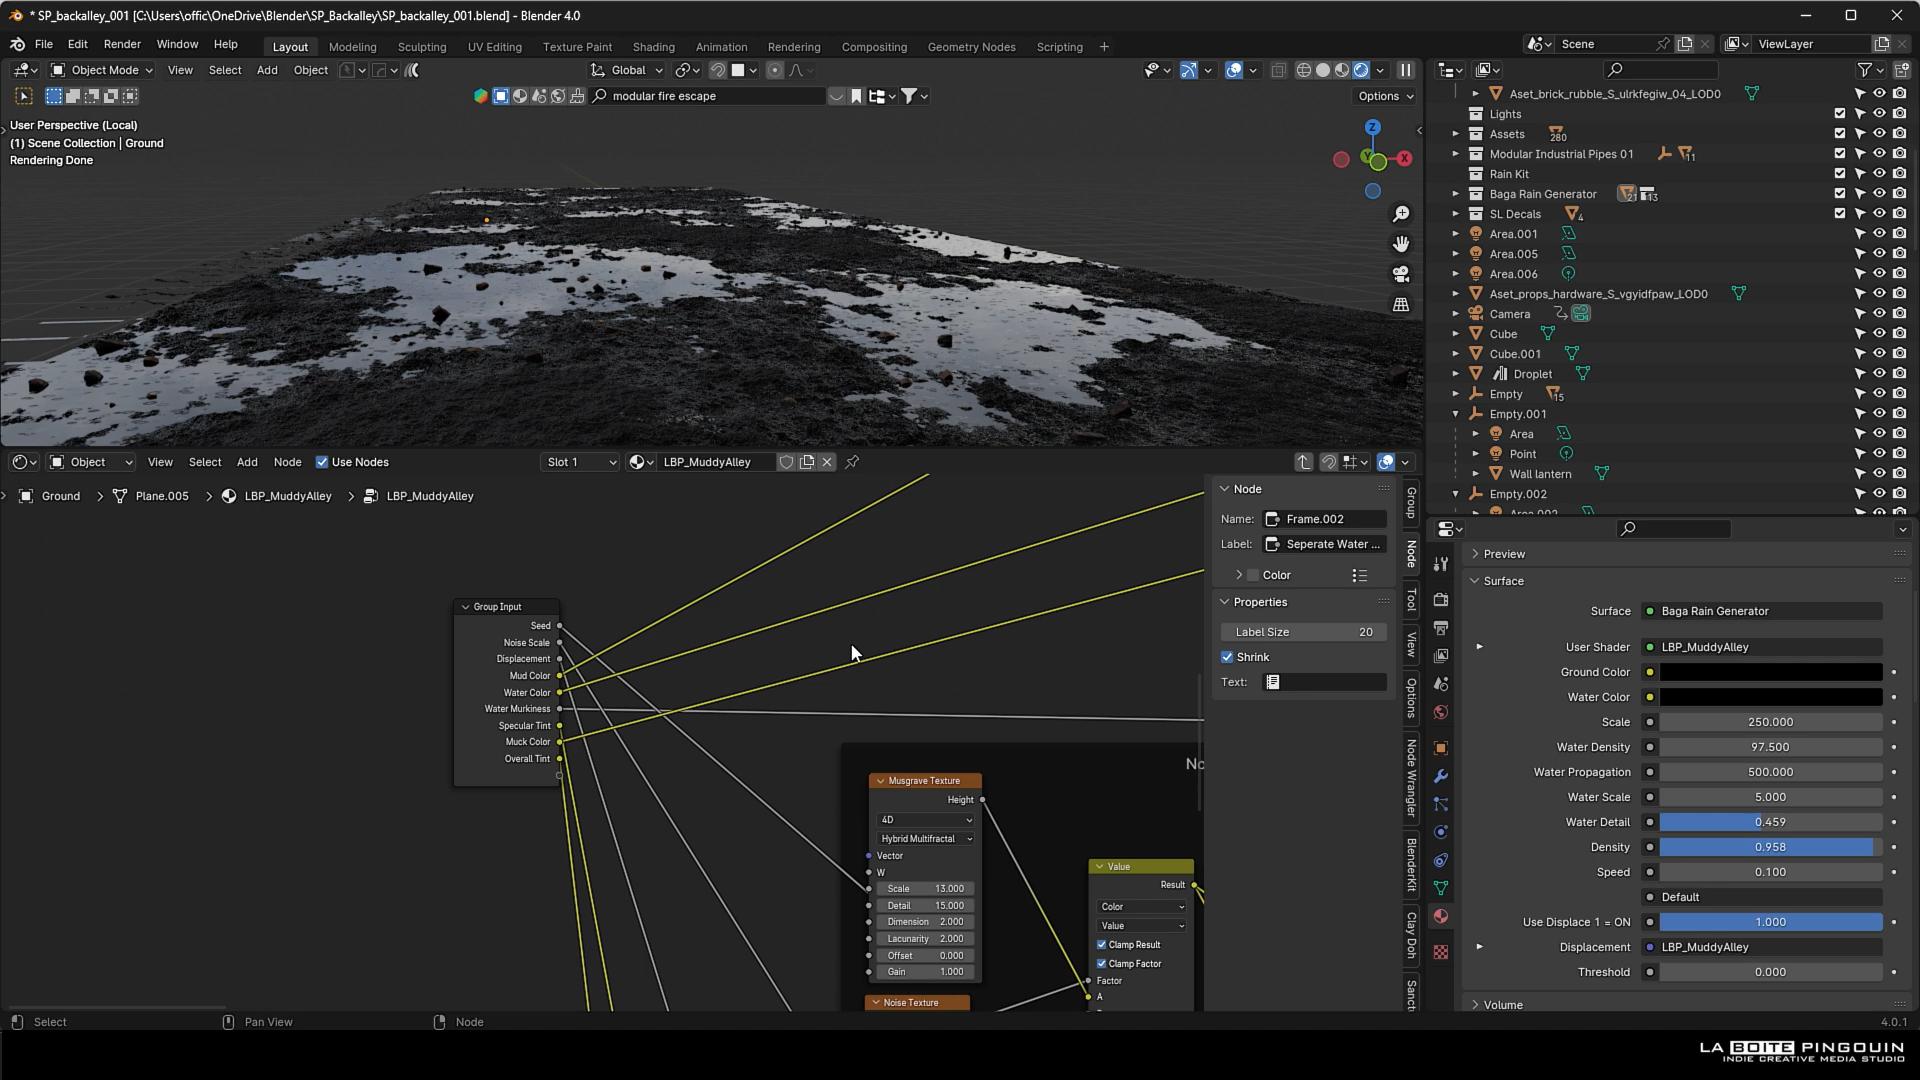 * SP_backalley_001 [C:\Users\offic\OneDrive\Blender\SP_Backalley\SP_backalley_001.blend] - Blender 4.0
File Edit Render Window Help
Layout Modeling Sculpting UV Editing Texture Paint Shading Animation Rendering Compositing Geometry Nodes Scripting +
Scene
ViewLayer
Object Mode View Select Add Object
Global
modular fire escape
Options
User Perspective (Local)
(1) Scene Collection | Ground
Rendering Done
Z
Y
X
Aset_brick_rubble_S_ulrkfegiw_04_LOD0
Lights
Assets 280
Modular Industrial Pipes 01 11
Rain Kit
Baga Rain Generator 21 13
SL Decals 4
Area.001
Area.005
Area.006
Aset_props_hardware_S_vgyidfpaw_LOD0
Camera
Cube
Cube.001
Droplet
Empty 15
Empty.001
Area
Point
Wall lantern
Empty.002
Area.002
Object View Select Add Node Use Nodes
Slot 1
LBP_MuddyAlley
Ground > Plane.005 > LBP_MuddyAlley > LBP_MuddyAlley
Group Input
Seed
Noise Scale
Displacement
Mud Color
Water Color
Water Murkiness
Specular Tint
Muck Color
Overall Tint
No
Musgrave Texture
Height
4D
Hybrid Multifractal
Vector
W
Scale 13.000
Detail 15.000
Dimension 2.000
Lacunarity 2.000
Offset 0.000
Gain 1.000
Noise Texture
Value
Result
Color
Value
Clamp Result
Clamp Factor
Factor
A
Node
Name: Frame.002
Label: Seperate Water ...
Color
Properties
Label Size 20
Shrink
Text:
Group
Node
Tool
View
Options
Node Wrangler
BlenderKit
Clay Doh
Sanct
Preview
Surface
Surface Baga Rain Generator
User Shader LBP_MuddyAlley
Ground Color
Water Color
Scale 250.000
Water Density 97.500
Water Propagation 500.000
Water Scale 5.000
Water Detail 0.459
Density 0.958
Speed 0.100
Default
Use Displace 1 = ON 1.000
Displacement LBP_MuddyAlley
Threshold 0.000
Volume
Select
Pan View
Node
4.0.1
LA BOITE PINGOUIN
INDIE CREATIVE MEDIA STUDIO